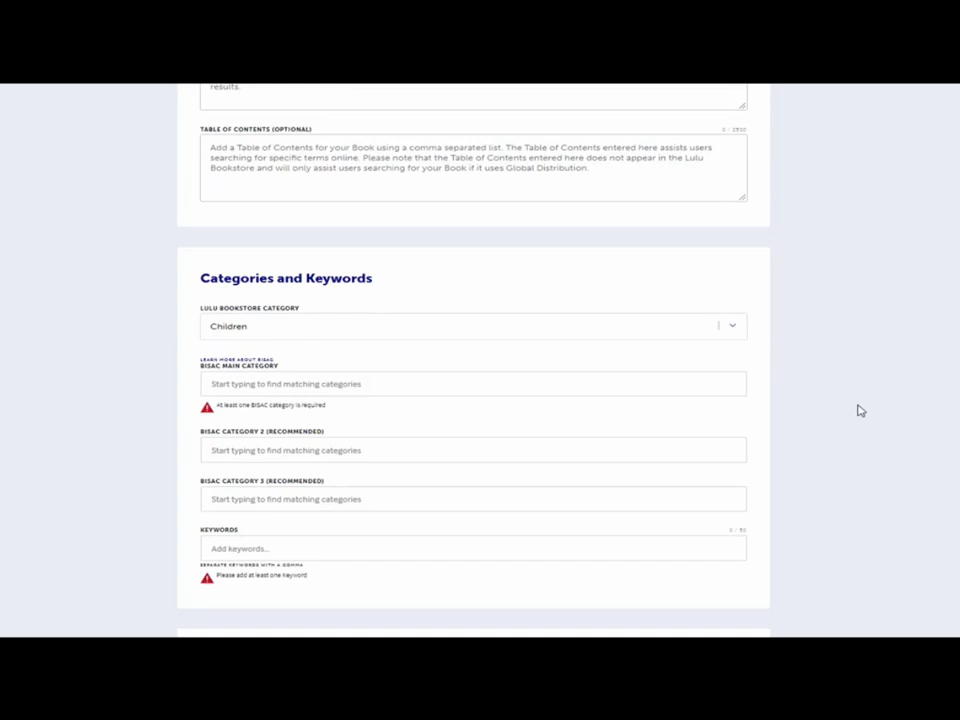 results.
TABLE OF CONTENTS (OPTIONAL)
0 / 2500
Add a Table of Contents for your Book using a comma separated list. The Table of Contents entered here assists users
searching for specific terms online. Please note that the Table of Contents entered here does not appear in the Lulu
Bookstore and will only assist users searching for your Book if it uses Global Distribution.
Categories and Keywords
LULU BOOKSTORE CATEGORY
Children
LEARN MORE ABOUT BISAC
BISAC MAIN CATEGORY
Start typing to find matching categories
At least one BISAC category is required
BISAC CATEGORY 2 (RECOMMENDED)
Start typing to find matching categories
BISAC CATEGORY 3 (RECOMMENDED)
Start typing to find matching categories
KEYWORDS
0 / 50
Add keywords...
SEPARATE KEYWORDS WITH A COMMA
Please add at least one Keyword